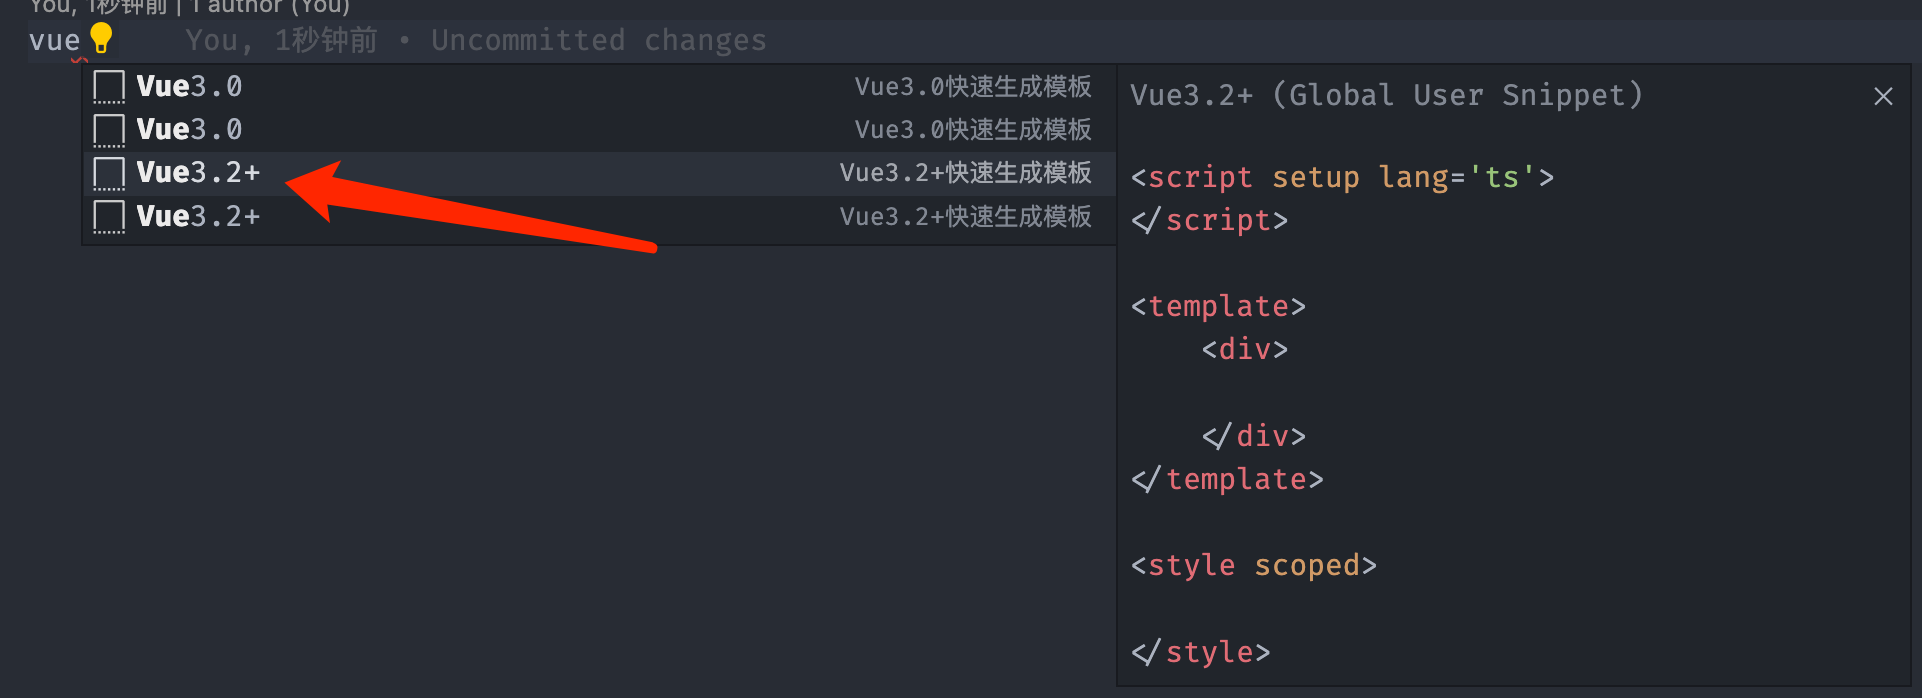 You, 1秒钟前 | 1 author (You)
vue You, 1秒钟前 • Uncommitted changes
Vue3.0 Vue3.0快速生成模板
Vue3.0 Vue3.0快速生成模板
Vue3.2+ Vue3.2+快速生成模板
Vue3.2+ Vue3.2+快速生成模板
Vue3.2+ (Global User Snippet)
<script setup lang='ts'>
</script>
<template>
<div>
</div>
</template>
<style scoped>
</style>